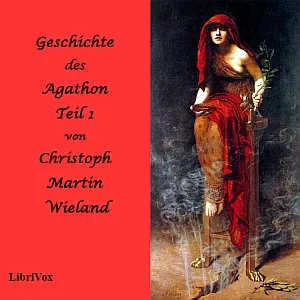 Geschichte
des
Agathon
Teil 1
von
Christoph
Martin
Wieland
LibriVox